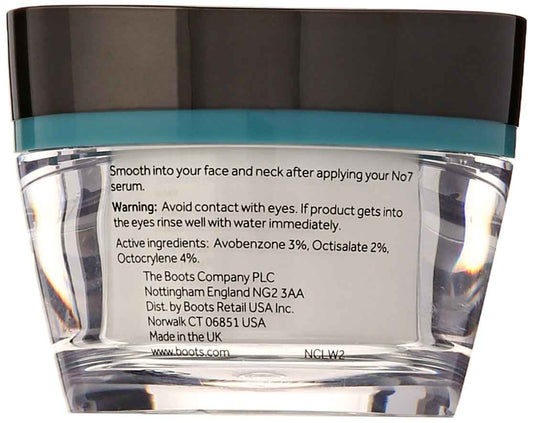 Smooth into your face and neck after applying your No7
serum.
Warning: Avoid contact with eyes. If product gets into
the eyes rinse well with water immediately.
Active ingredients: Avobenzone 3%, Octisalate 2%,
Octocrylene 4%.
The Boots Company PLC
Nottingham England NG2 3AA
Dist. by Boots Retail USA Inc.
Norwalk CT 06851 USA
Made in the UK
www.boots.com NCLW2